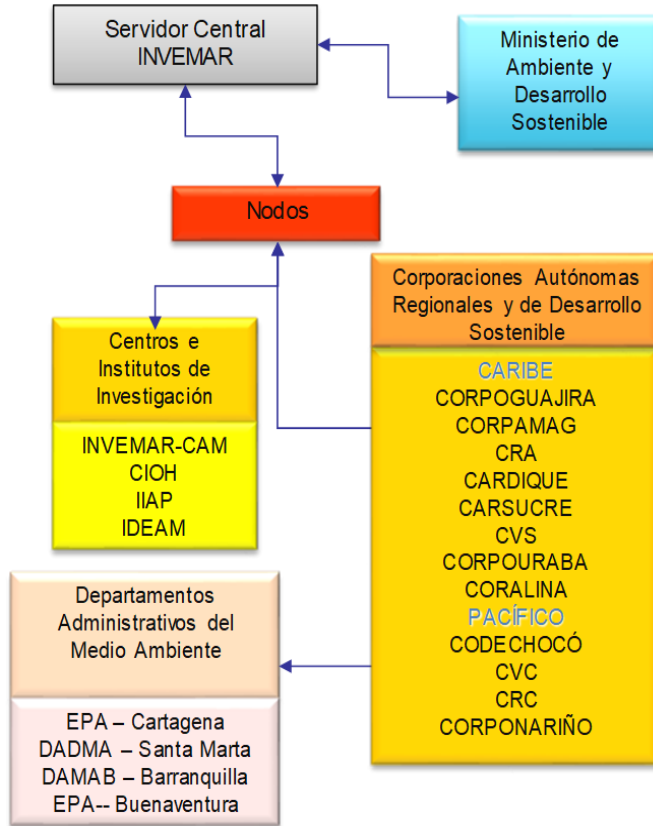 Servidor Central
INVEMAR
Ministerio de
Ambiente y
Desarrollo
Sostenible
Nodos
Corporaciones Autónomas
Regionales y de Desarrollo
Sostenible
CARIBE
CORPOGUAJIRA
CORPAMAG
CRA
CARDIQUE
CARSUCRE
CVS
CORPOURABA
CORALINA
PACÍFICO
CODECHOCÓ
CVC
CRC
CORPONARIÑO
Centros e
Institutos de
Investigación
INVEMAR-CAM
CIOH
IIAP
IDEAM
Departamentos
Administrativos del
Medio Ambiente
EPA – Cartagena
DADMA – Santa Marta
DAMAB – Barranquilla
EPA-- Buenaventura